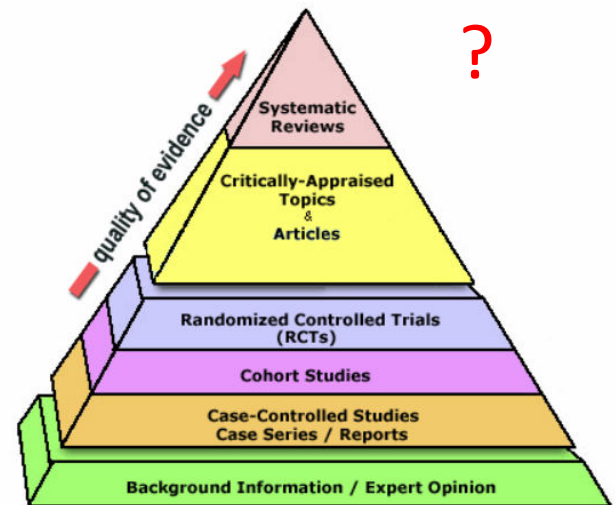 ?
quality of evidence
Systematic
Reviews
Critically-Appraised
Topics
&
Articles
Randomized Controlled Trials
(RCTs)
Cohort Studies
Case-Controlled Studies
Case Series / Reports
Background Information / Expert Opinion